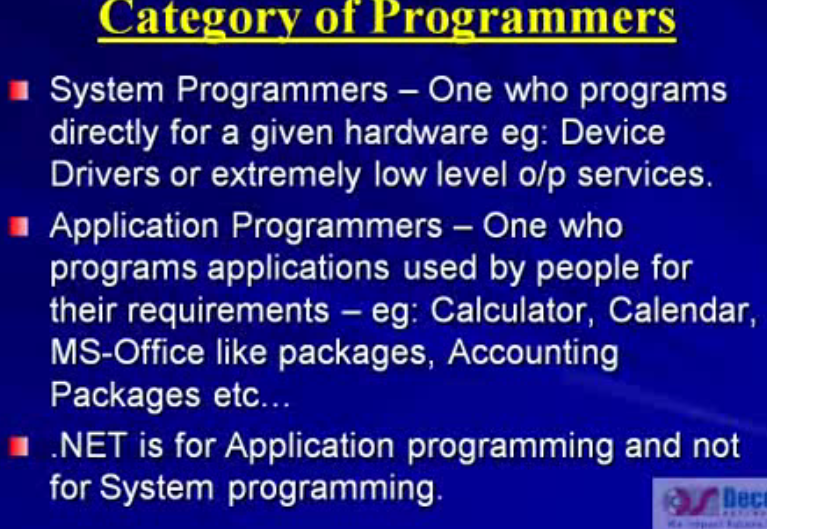 Category of Programmers
System Programmers – One who programs
directly for a given hardware eg: Device
Drivers or extremely low level o/p services.
Application Programmers – One who
programs applications used by people for
their requirements – eg: Calculator, Calendar,
MS-Office like packages, Accounting
Packages etc...
.NET is for Application programming and not
for System programming.